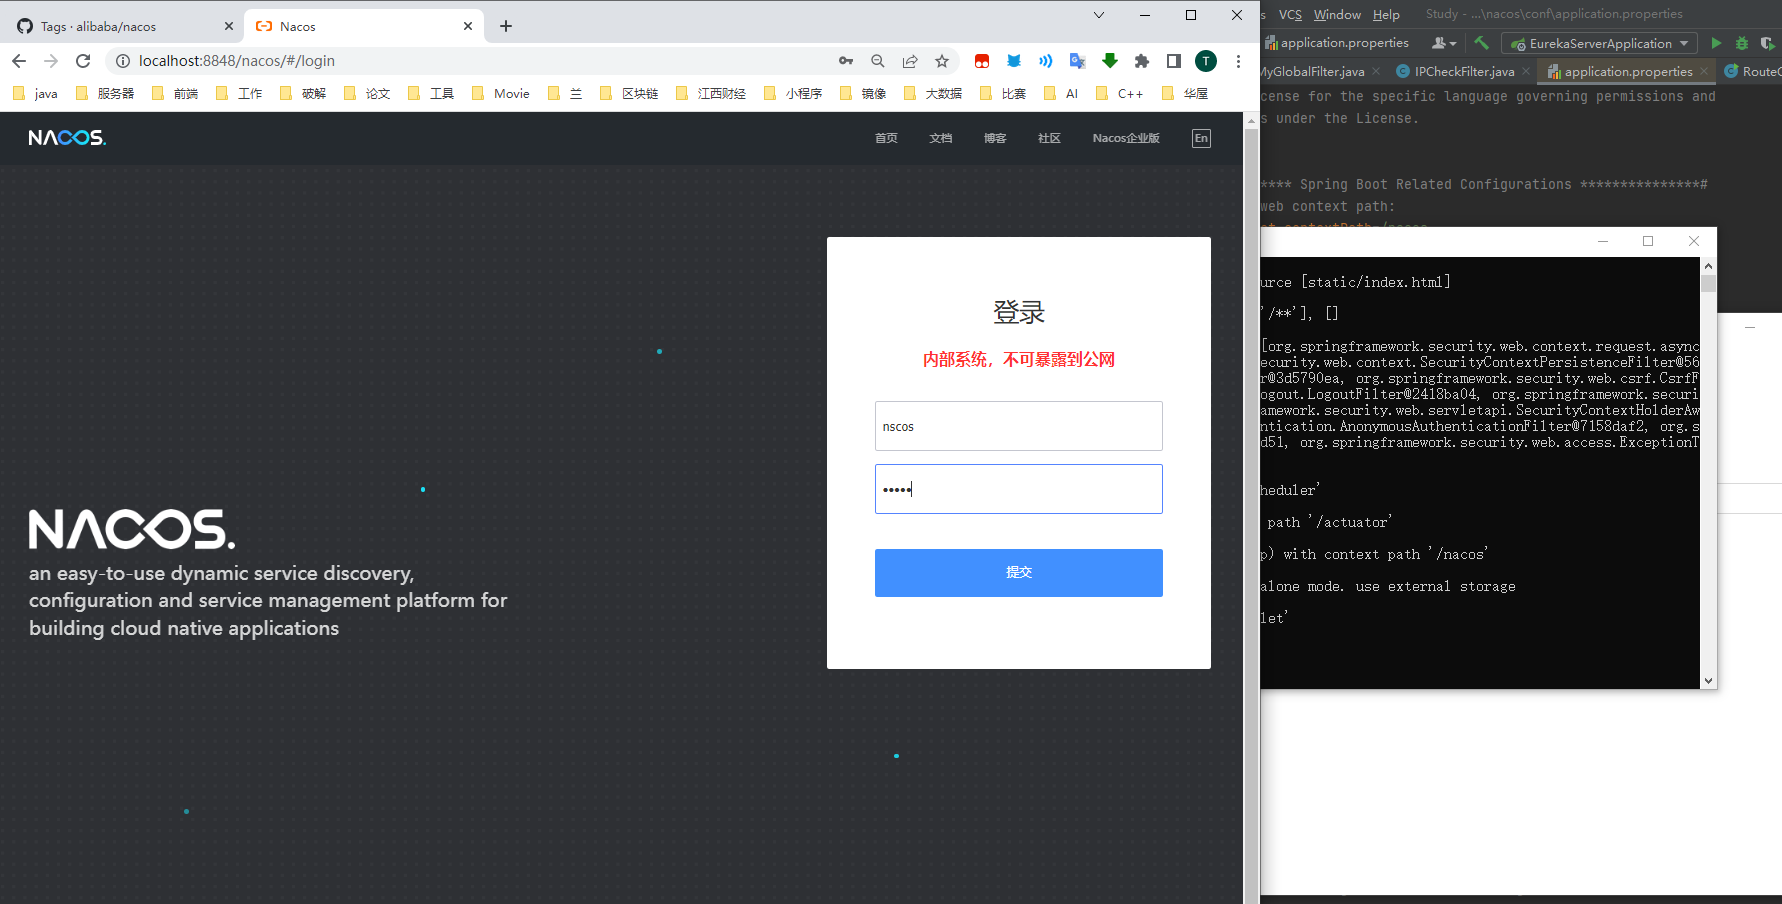 Tags · alibaba/nacos
Nacos
localhost:8848/nacos/#/login
T
java
服务器
前端
工作
破解
论文
工具
Movie
兰
区块链
江西财经
小程序
镜像
大数据
比赛
AI
C++
华屋
NACOS.
首页
文档
博客
社区
Nacos企业版
En
NACOS.
an easy-to-use dynamic service discovery,
configuration and service management platform for
building cloud native applications
登录
内部系统，不可暴露到公网
nscos
•••••
提交
s VCS Window Help Study - ...\nacos\conf\application.properties
application.properties
EurekaServerApplication
MyGlobalFilter.java
IPCheckFilter.java
application.properties
RouteC
cense for the specific language governing permissions and
s under the License.
**** Spring Boot Related Configurations ***************#
web context path:
urce [static/index.html]
'/**'], []
[org.springframework.security.web.context.request.async
ecurity.web.context.SecurityContextPersistenceFilter@56
r@3d5790ea, org.springframework.security.web.csrf.CsrfF
ogout.LogoutFilter@2418ba04, org.springframework.securi
amework.security.web.servletapi.SecurityContextHolderAw
ntication.AnonymousAuthenticationFilter@7158daf2, org.s
d51, org.springframework.security.web.access.ExceptionT
heduler'
path '/actuator'
p) with context path '/nacos'
alone mode. use external storage
let'